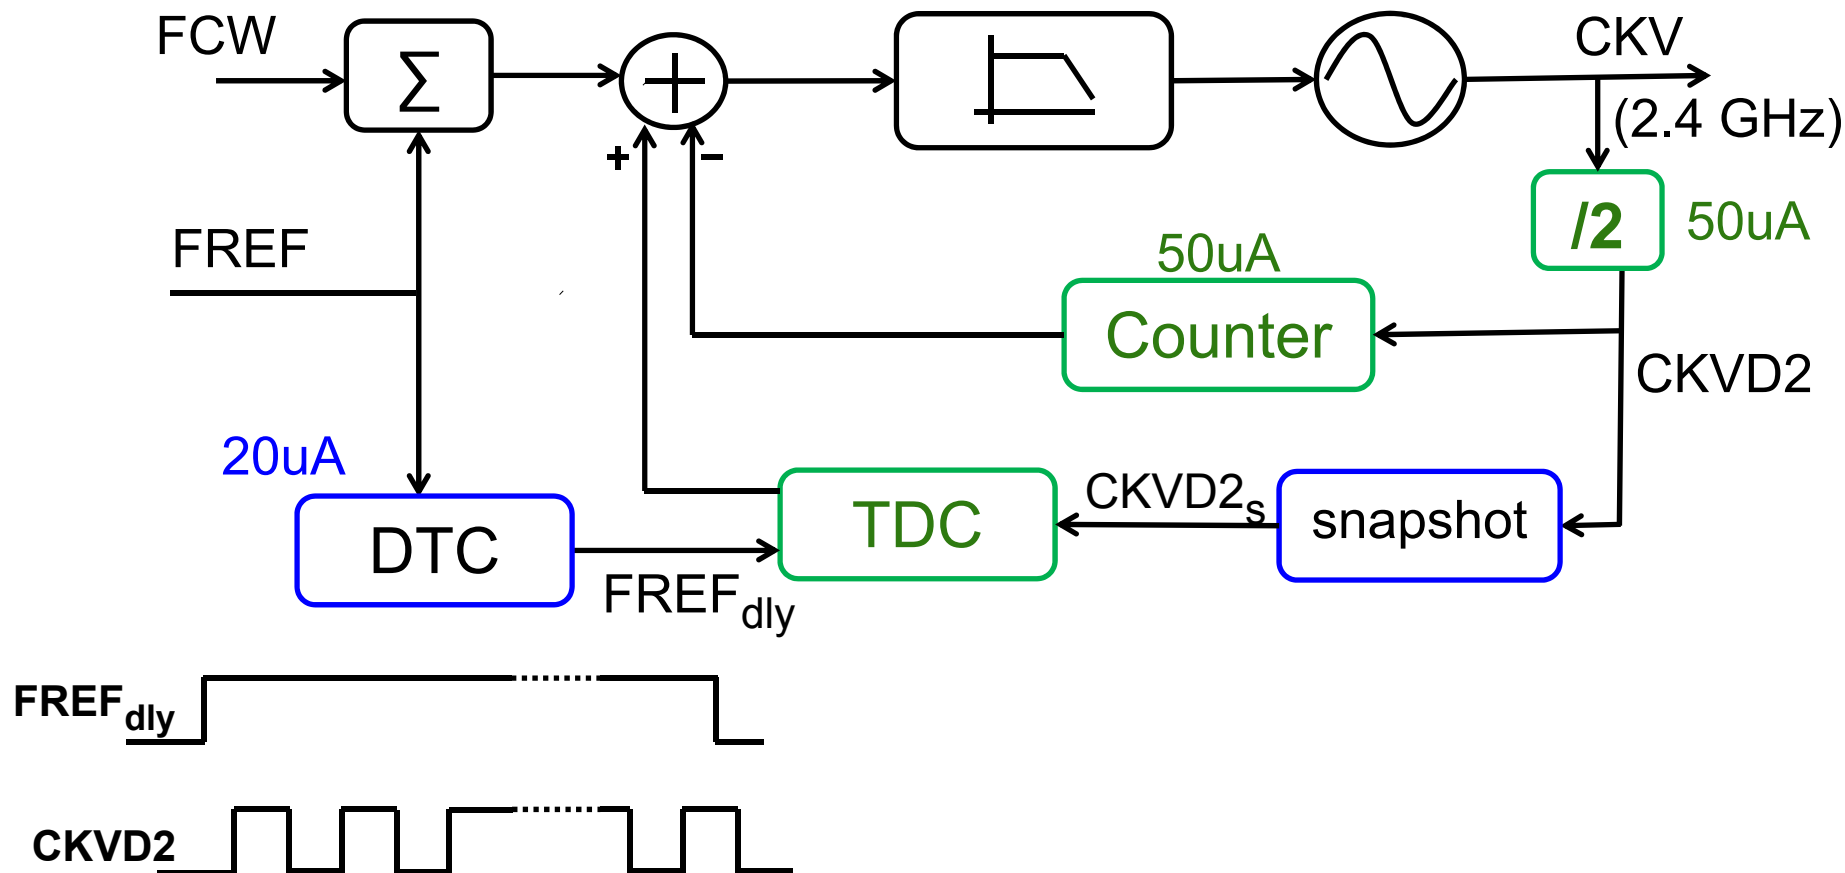 FCW
Σ
+
CKV
(2.4 GHz)
+
−
/2
50uA
FREF
50uA
Counter
CKVD2
20uA
DTC
TDC
CKVD2s
snapshot
FREFdly
FREFdly
CKVD2